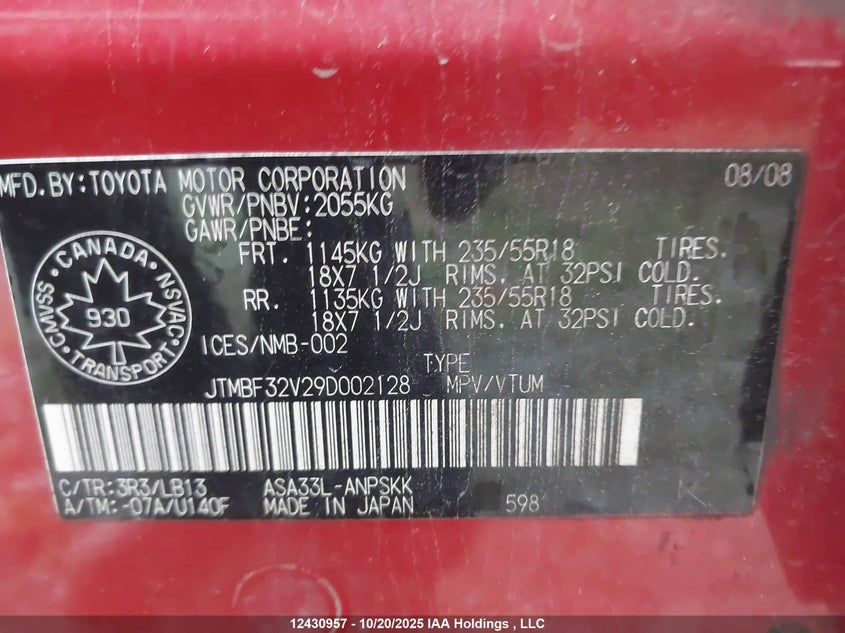 MFD.BY:TOYOTA MOTOR CORPORATION 08/08
GVWR/PNBV:2055KG
GAWR/PNBE:
FRT. 1145KG WITH 235/55R18 TIRES.
18X7 1/2J RIMS. AT 32PSI COLD.
RR. 1135KG WITH 235/55R18 TIRES.
18X7 1/2J RIMS. AT 32PSI COLD.
CANADA
CMVSS 930 NSVAC
TRANSPORT
ICES/NMB-002
TYPE
JTMBF32V29D002128 MPV/VTUM
C/TR:3R3/LB13 ASA33L-ANPSKK
A/TM:-07A/U140F MADE IN JAPAN 598
12430957 - 10/20/2025 IAA Holdings , LLC